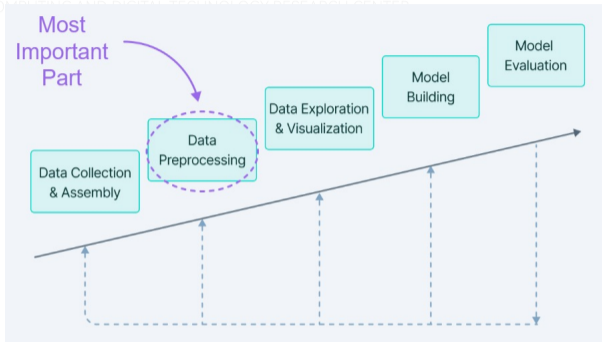 Most
Important
Part
Data Collection
& Assembly
Data
Preprocessing
Data Exploration
& Visualization
Model
Building
Model
Evaluation